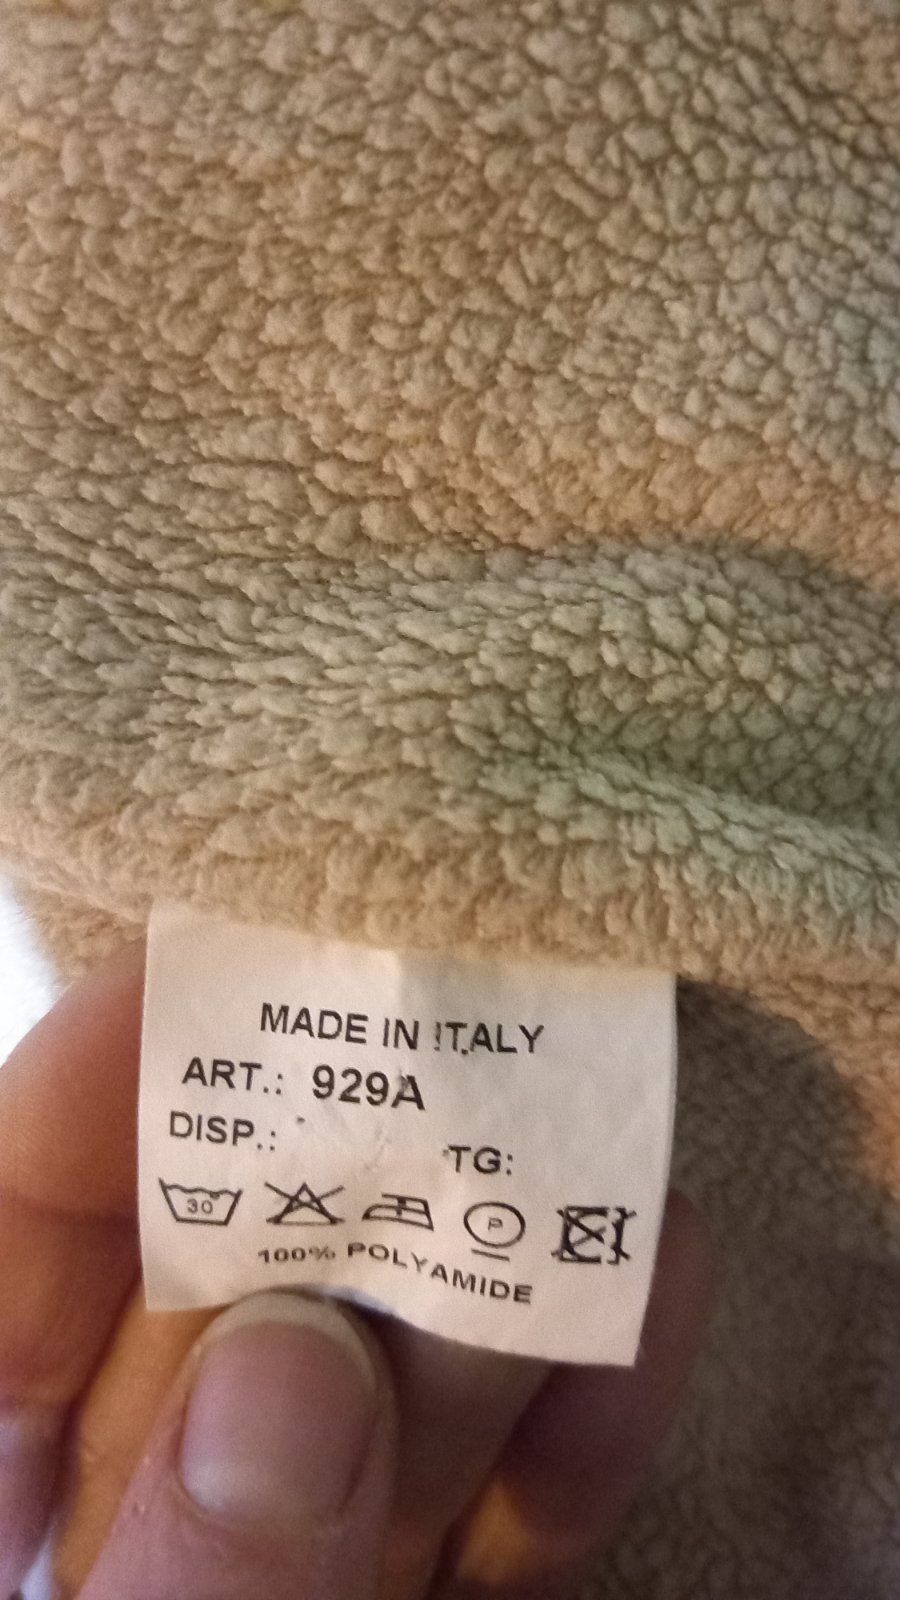 MADE IN ITALY
ART.: 929A
DISP.:
TG:
30 P
100% POLYAMIDE